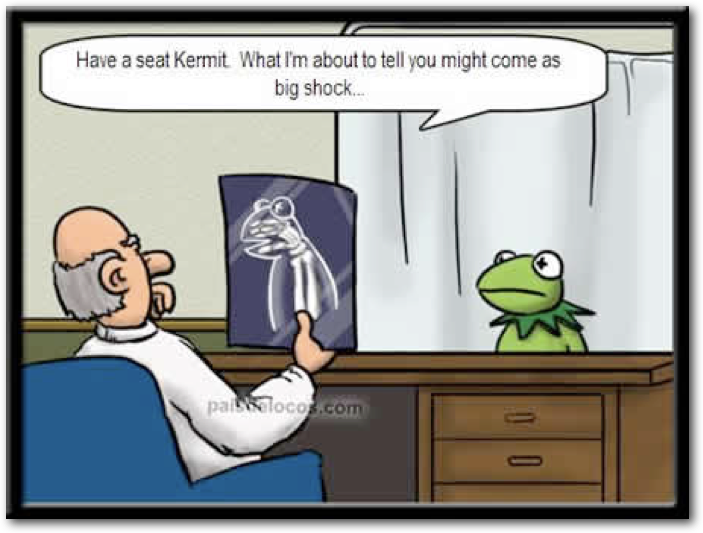 Have a seat Kermit. What I'm about to tell you might come as
big shock...
paisdelocos.com